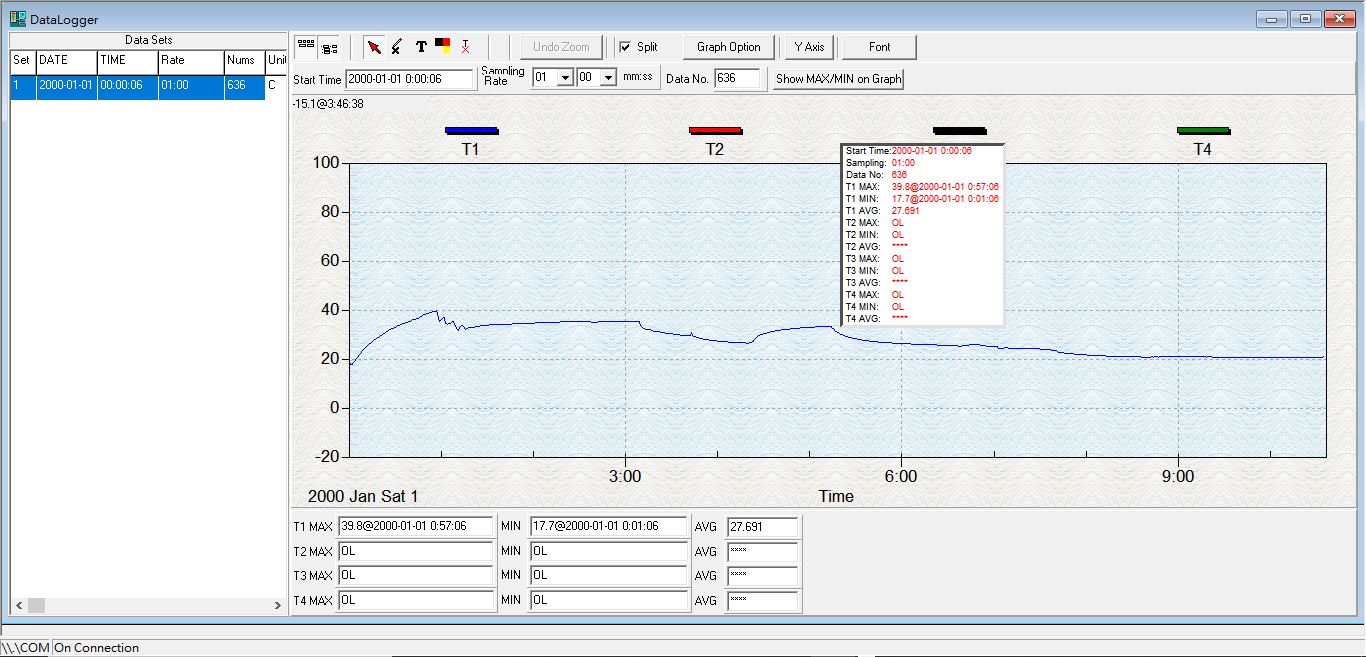 DataLogger
Data Sets
Set DATE TIME Rate Nums Uni
1 2000-01-01 00:00:06 01:00 636 C
T Undo Zoom Split Graph Option Y Axis Font
Start Time 2000-01-01 0:00:06 Sampling Rate 01 00 mm:ss Data No. 636 Show MAX/MIN on Graph
-15.1@3:46:38
T1 T2 T4
Start Time:2000-01-01 0:00:06
Sampling: 01:00
Data No: 636
T1 MAX: 39.8@2000-01-01 0:57:06
T1 MIN: 17.7@2000-01-01 0:01:06
T1 AVG: 27.691
T2 MAX: OL
T2 MIN: OL
T2 AVG: ****
T3 MAX: OL
T3 MIN: OL
T3 AVG: ****
T4 MAX: OL
T4 MIN: OL
T4 AVG: ****
100
80
60
40
20
0
-20
3:00 6:00 9:00
2000 Jan Sat 1 Time
T1 MAX 39.8@2000-01-01 0:57:06 MIN 17.7@2000-01-01 0:01:06 AVG 27.691
T2 MAX OL MIN OL AVG ****
T3 MAX OL MIN OL AVG ****
T4 MAX OL MIN OL AVG ****
\\.\COM On Connection